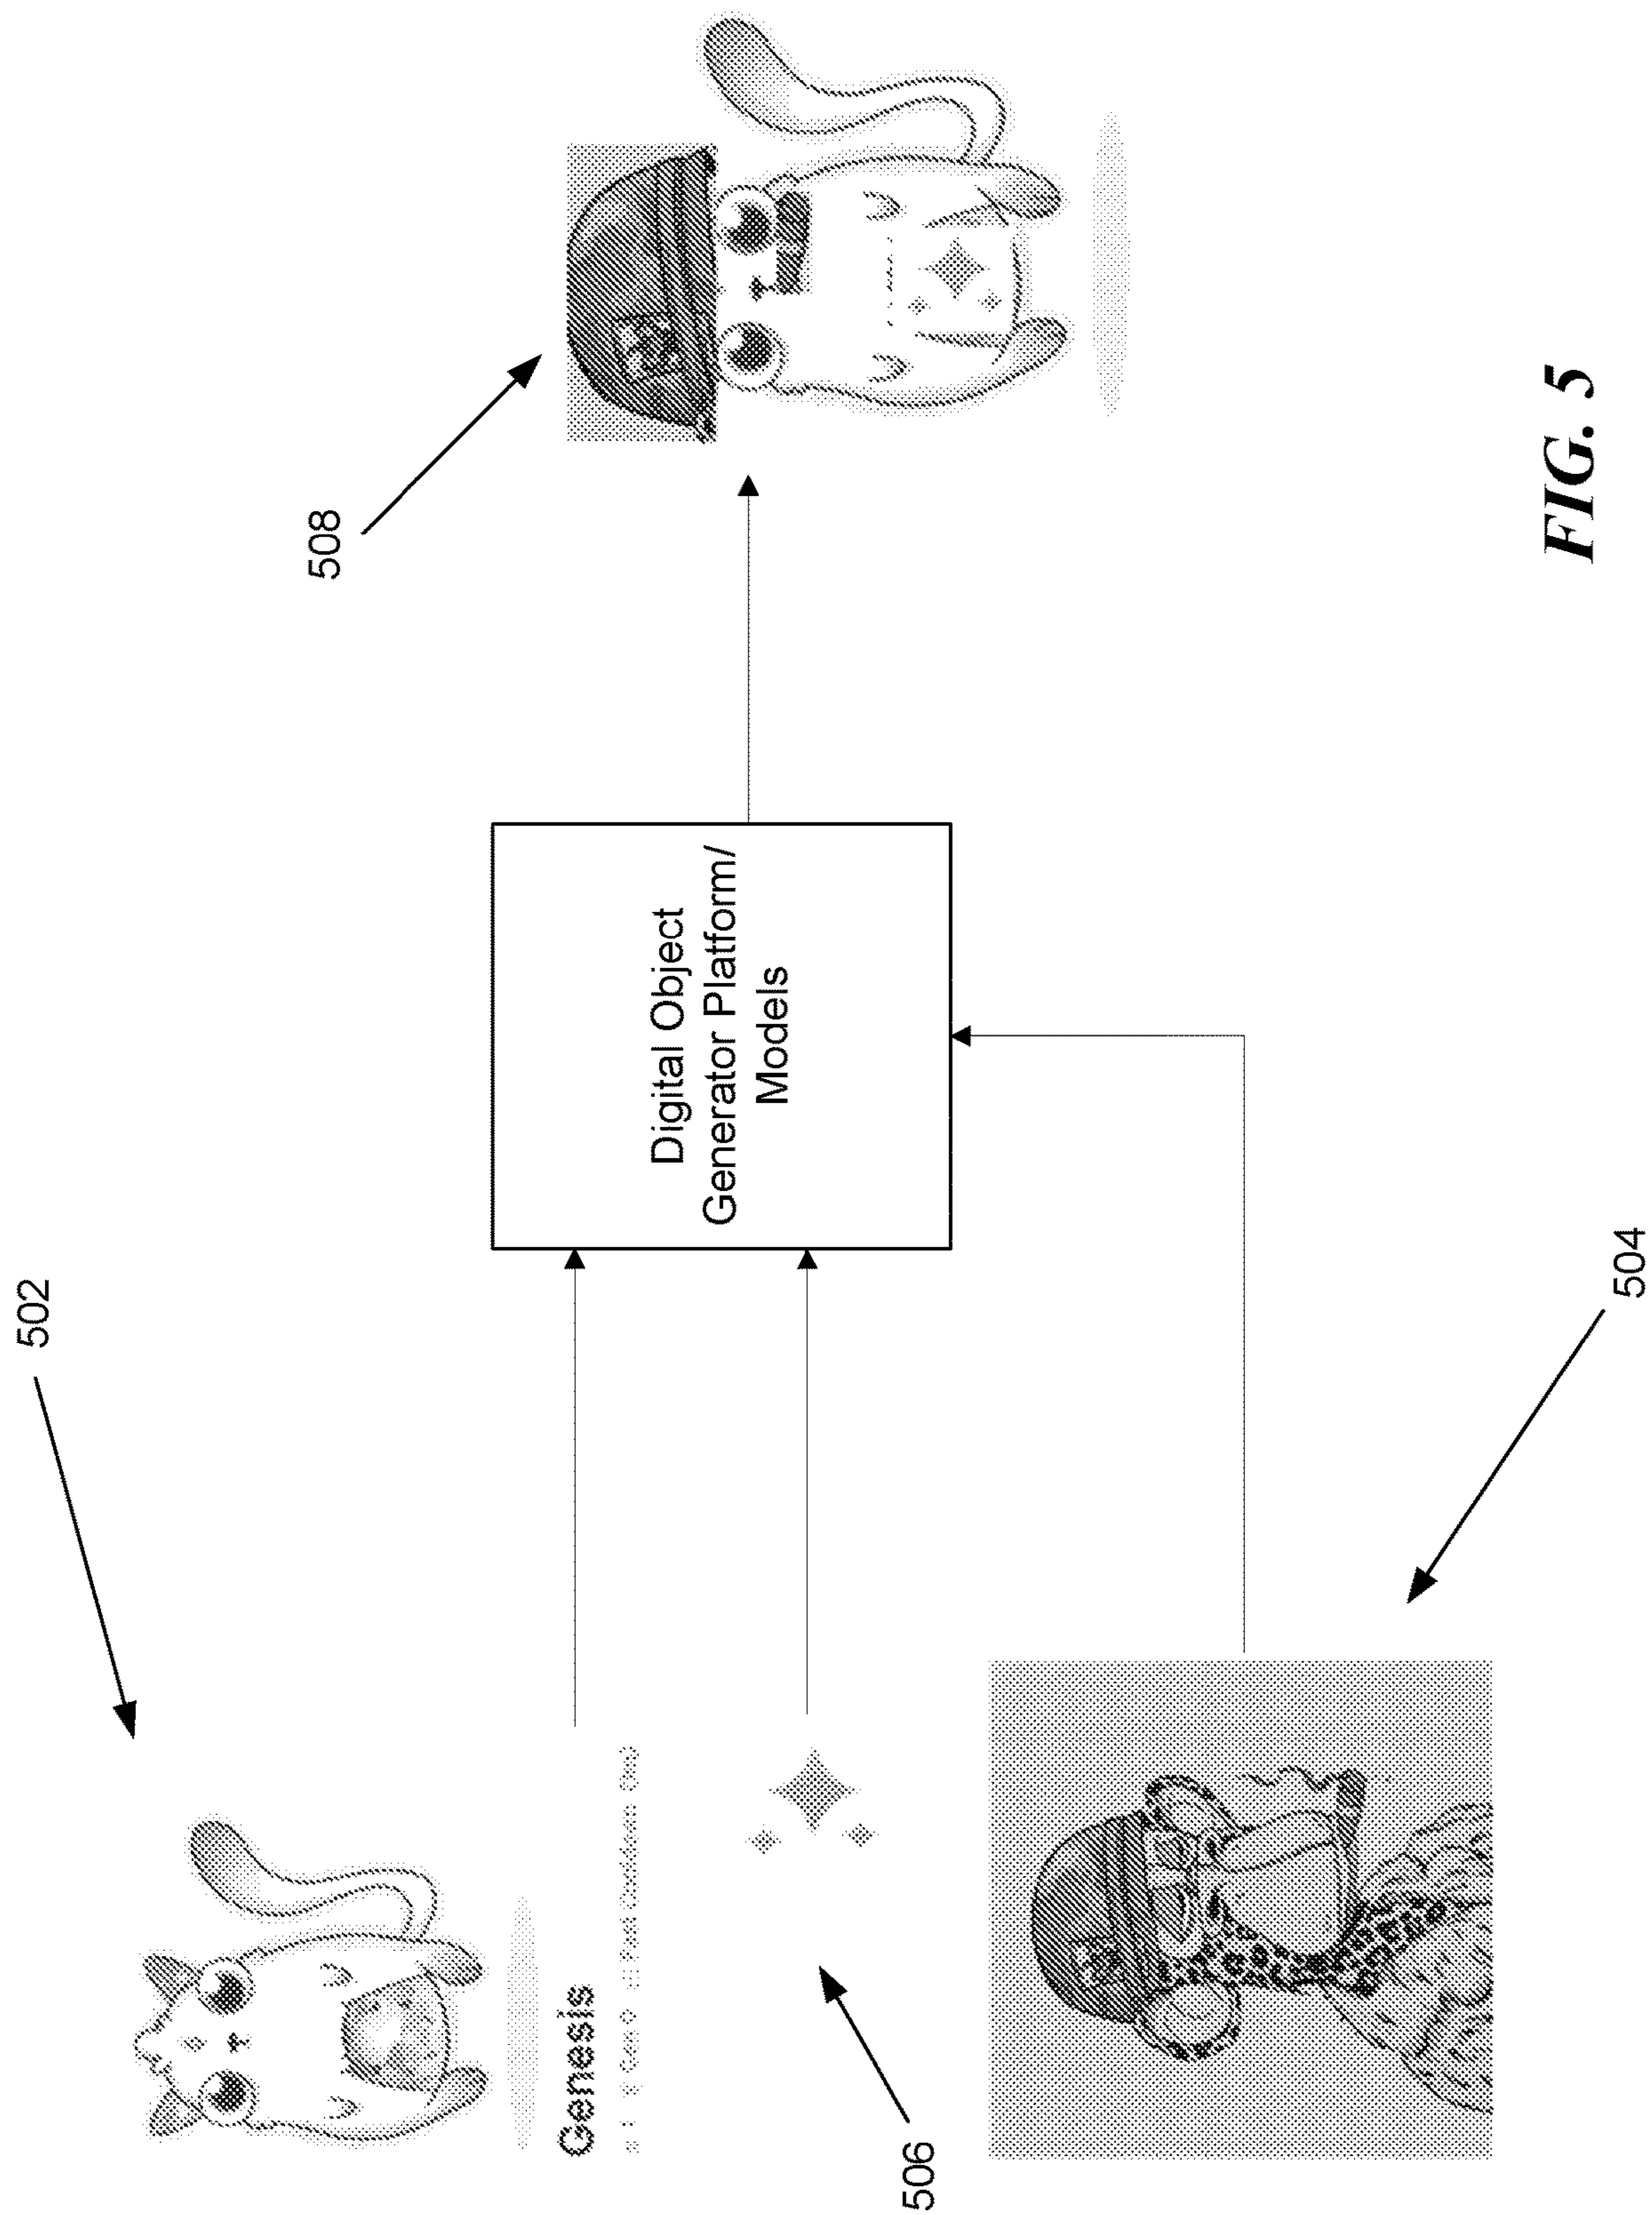 502
508
Digital Object
Generator Platform/
Models
Genesis
506
504
FIG. 5